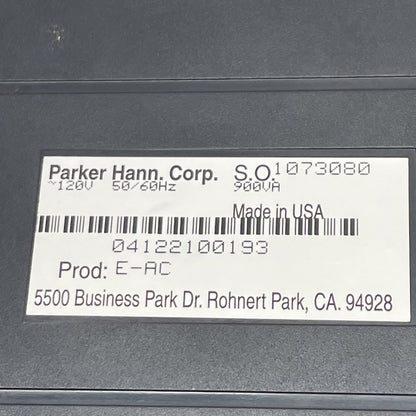 Parker Hann. Corp. S.O. 1073080
~120V 50/60Hz 900VA
Made in USA
04122100193
Prod: E-AC
5500 Business Park Dr. Rohnert Park, CA. 94928